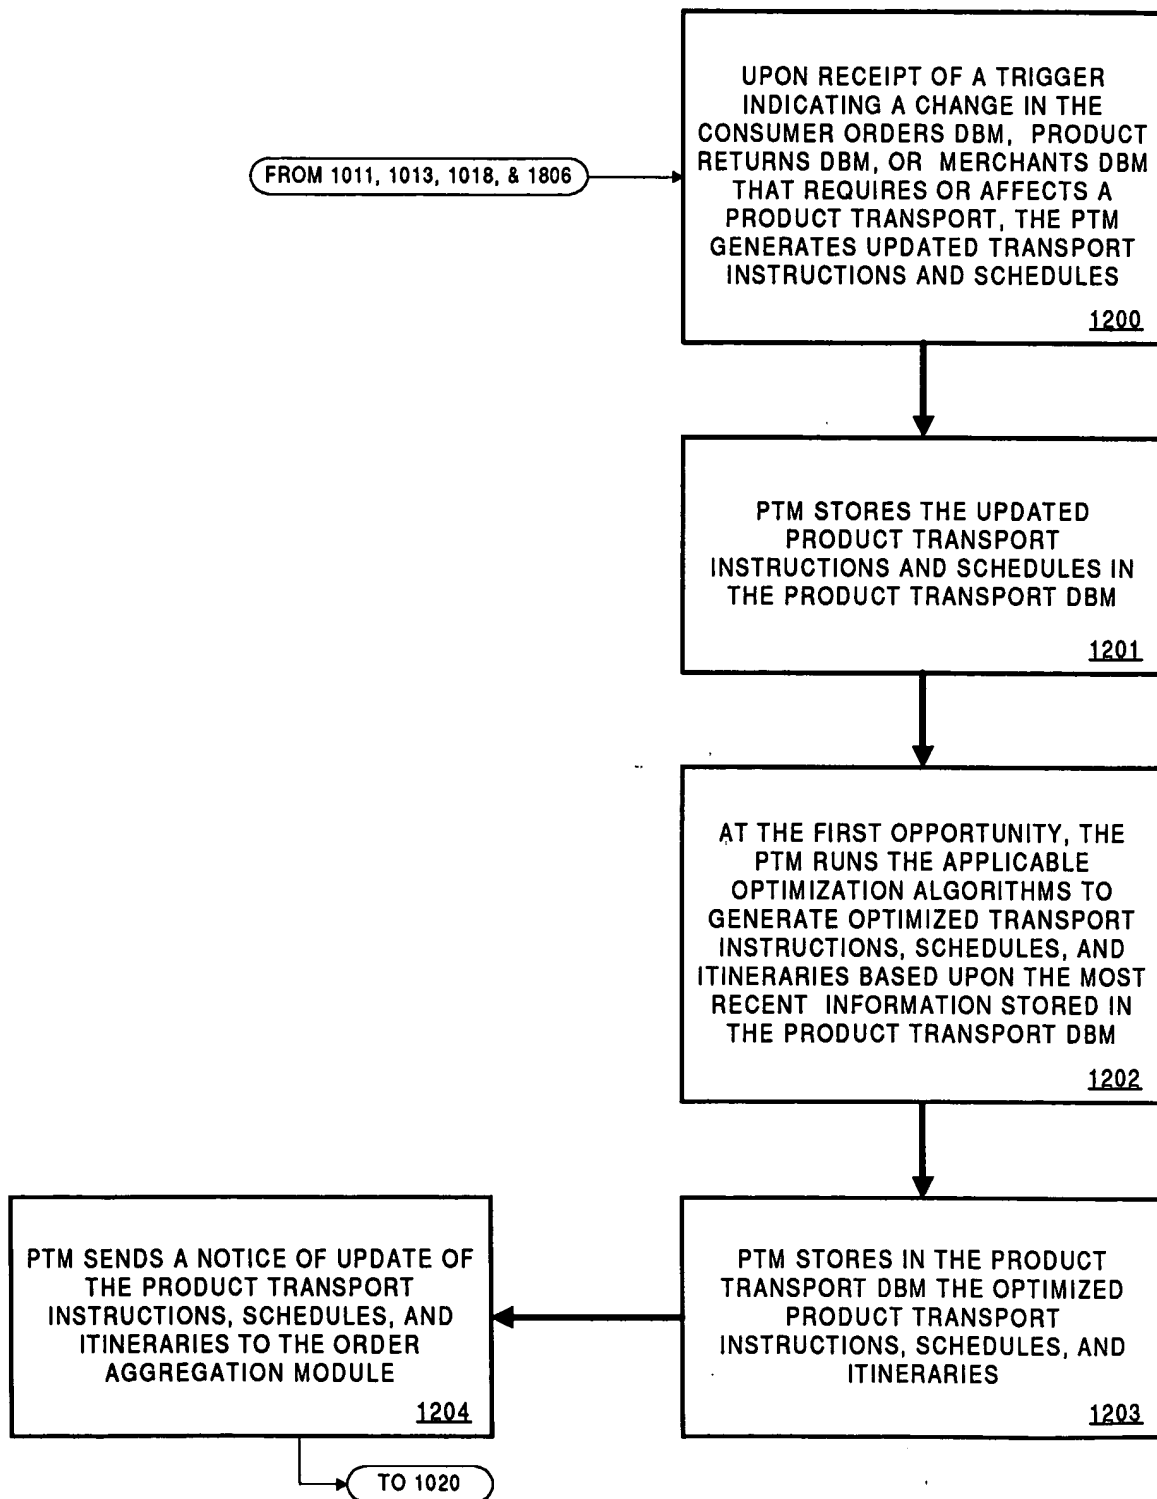 UPON RECEIPT OF A TRIGGER
INDICATING A CHANGE IN THE
CONSUMER ORDERS DBM, PRODUCT
RETURNS DBM, OR MERCHANTS DBM
THAT REQUIRES OR AFFECTS A
PRODUCT TRANSPORT, THE PTM
GENERATES UPDATED TRANSPORT
INSTRUCTIONS AND SCHEDULES
1200
FROM 1011, 1013, 1018, & 1806
PTM STORES THE UPDATED
PRODUCT TRANSPORT
INSTRUCTIONS AND SCHEDULES IN
THE PRODUCT TRANSPORT DBM
1201
AT THE FIRST OPPORTUNITY, THE
PTM RUNS THE APPLICABLE
OPTIMIZATION ALGORITHMS TO
GENERATE OPTIMIZED TRANSPORT
INSTRUCTIONS, SCHEDULES, AND
ITINERARIES BASED UPON THE MOST
RECENT INFORMATION STORED IN
THE PRODUCT TRANSPORT DBM
1202
PTM STORES IN THE PRODUCT
TRANSPORT DBM THE OPTIMIZED
PRODUCT TRANSPORT
INSTRUCTIONS, SCHEDULES, AND
ITINERARIES
1203
PTM SENDS A NOTICE OF UPDATE OF
THE PRODUCT TRANSPORT
INSTRUCTIONS, SCHEDULES, AND
ITINERARIES TO THE ORDER
AGGREGATION MODULE
1204
TO 1020